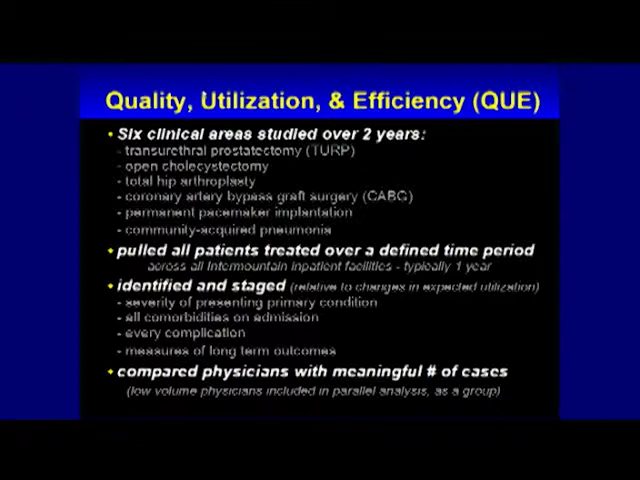 Quality, Utilization, & Efficiency (QUE)
• Six clinical areas studied over 2 years:
- transurethral prostatectomy (TURP)
- open cholecystectomy
- total hip arthroplasty
- coronary artery bypass graft surgery (CABG)
- permanent pacemaker implantation
- community-acquired pneumonia
• pulled all patients treated over a defined time period
across all Intermountain inpatient facilities - typically 1 year
• identified and staged (relative to changes in expected utilization)
- severity of presenting primary condition
- all comorbidities on admission
- every complication
- measures of long term outcomes
• compared physicians with meaningful # of cases
(low volume physicians included in parallel analysis, as a group)